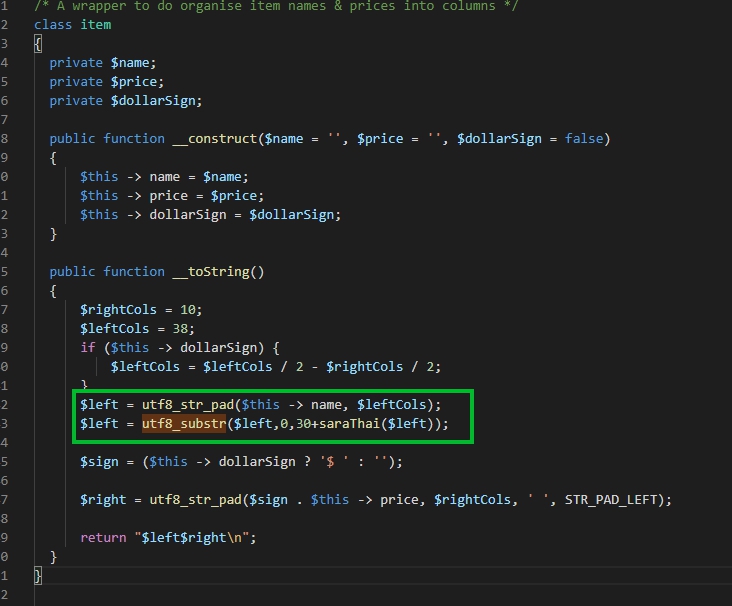 1 /* A wrapper to do organise item names & prices into columns */
2 class item
3 {
4 private $name;
5 private $price;
6 private $dollarSign;
7
8 public function __construct($name = '', $price = '', $dollarSign = false)
9 {
0 $this -> name = $name;
1 $this -> price = $price;
2 $this -> dollarSign = $dollarSign;
3 }
4
5 public function __toString()
6 {
7 $rightCols = 10;
8 $leftCols = 38;
9 if ($this -> dollarSign) {
0 $leftCols = $leftCols / 2 - $rightCols / 2;
1 }
2 $left = utf8_str_pad($this -> name, $leftCols);
3 $left = utf8_substr($left,0,30+saraThai($left));
4
5 $sign = ($this -> dollarSign ? '$ ' : '');
6
7 $right = utf8_str_pad($sign . $this -> price, $rightCols, ' ', STR_PAD_LEFT);
8
9 return "$left$right\n";
0 }
1 }
2